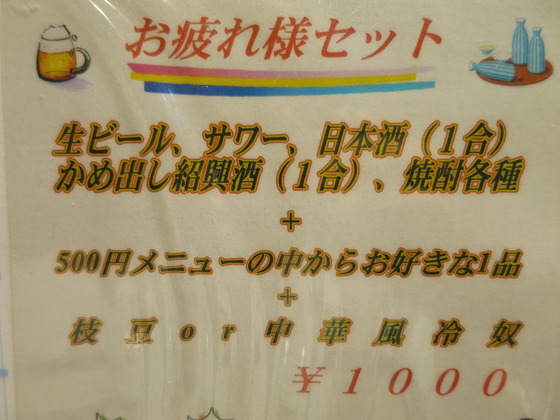 お疲れ様セット
生ビール、サワー、日本酒（１合）
かめ出し紹興酒（１合）、焼酎各種
＋
500円メニューの中からお好きな1品
＋
枝豆or中華風冷奴
￥１０００